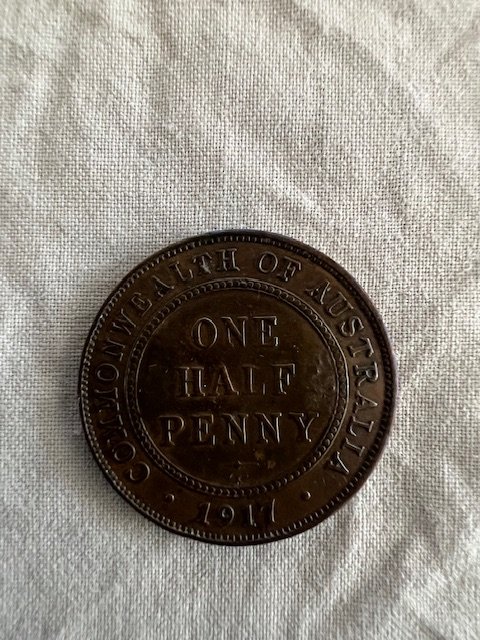 COMMONWEALTH OF AUSTRALIA
ONE
HALF
PENNY
· 1917 ·